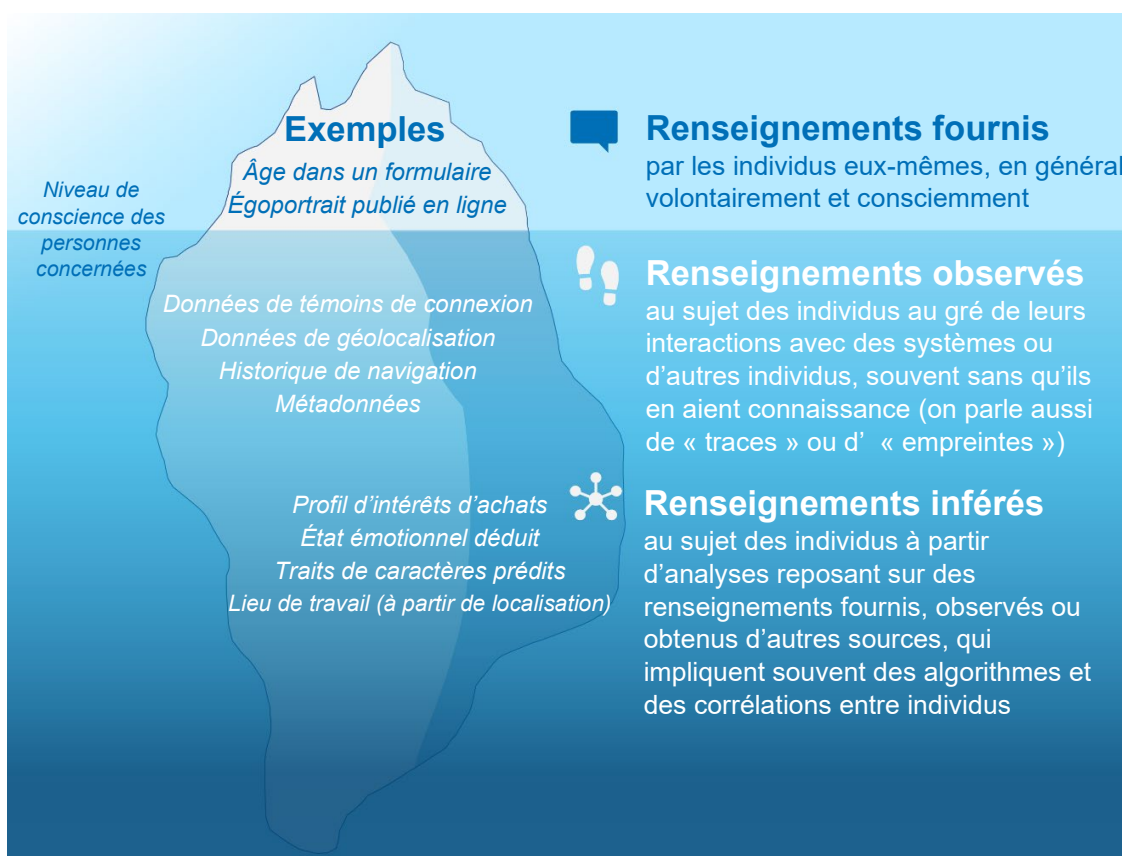 Exemples
Âge dans un formulaire
Égoportrait publié en ligne
Niveau de
conscience des
personnes
concernées
Renseignements fournis
par les individus eux-mêmes, en général
volontairement et consciemment
Données de témoins de connexion
Données de géolocalisation
Historique de navigation
Métadonnées
Renseignements observés
au sujet des individus au gré de leurs
interactions avec des systèmes ou
d'autres individus, souvent sans qu'ils
en aient connaissance (on parle aussi
de « traces » ou d' « empreintes »)
Profil d'intérêts d'achats
État émotionnel déduit
Traits de caractères prédits
Lieu de travail (à partir de localisation)
Renseignements inférés
au sujet des individus à partir
d'analyses reposant sur des
renseignements fournis, observés ou
obtenus d'autres sources, qui
impliquent souvent des algorithmes et
des corrélations entre individus